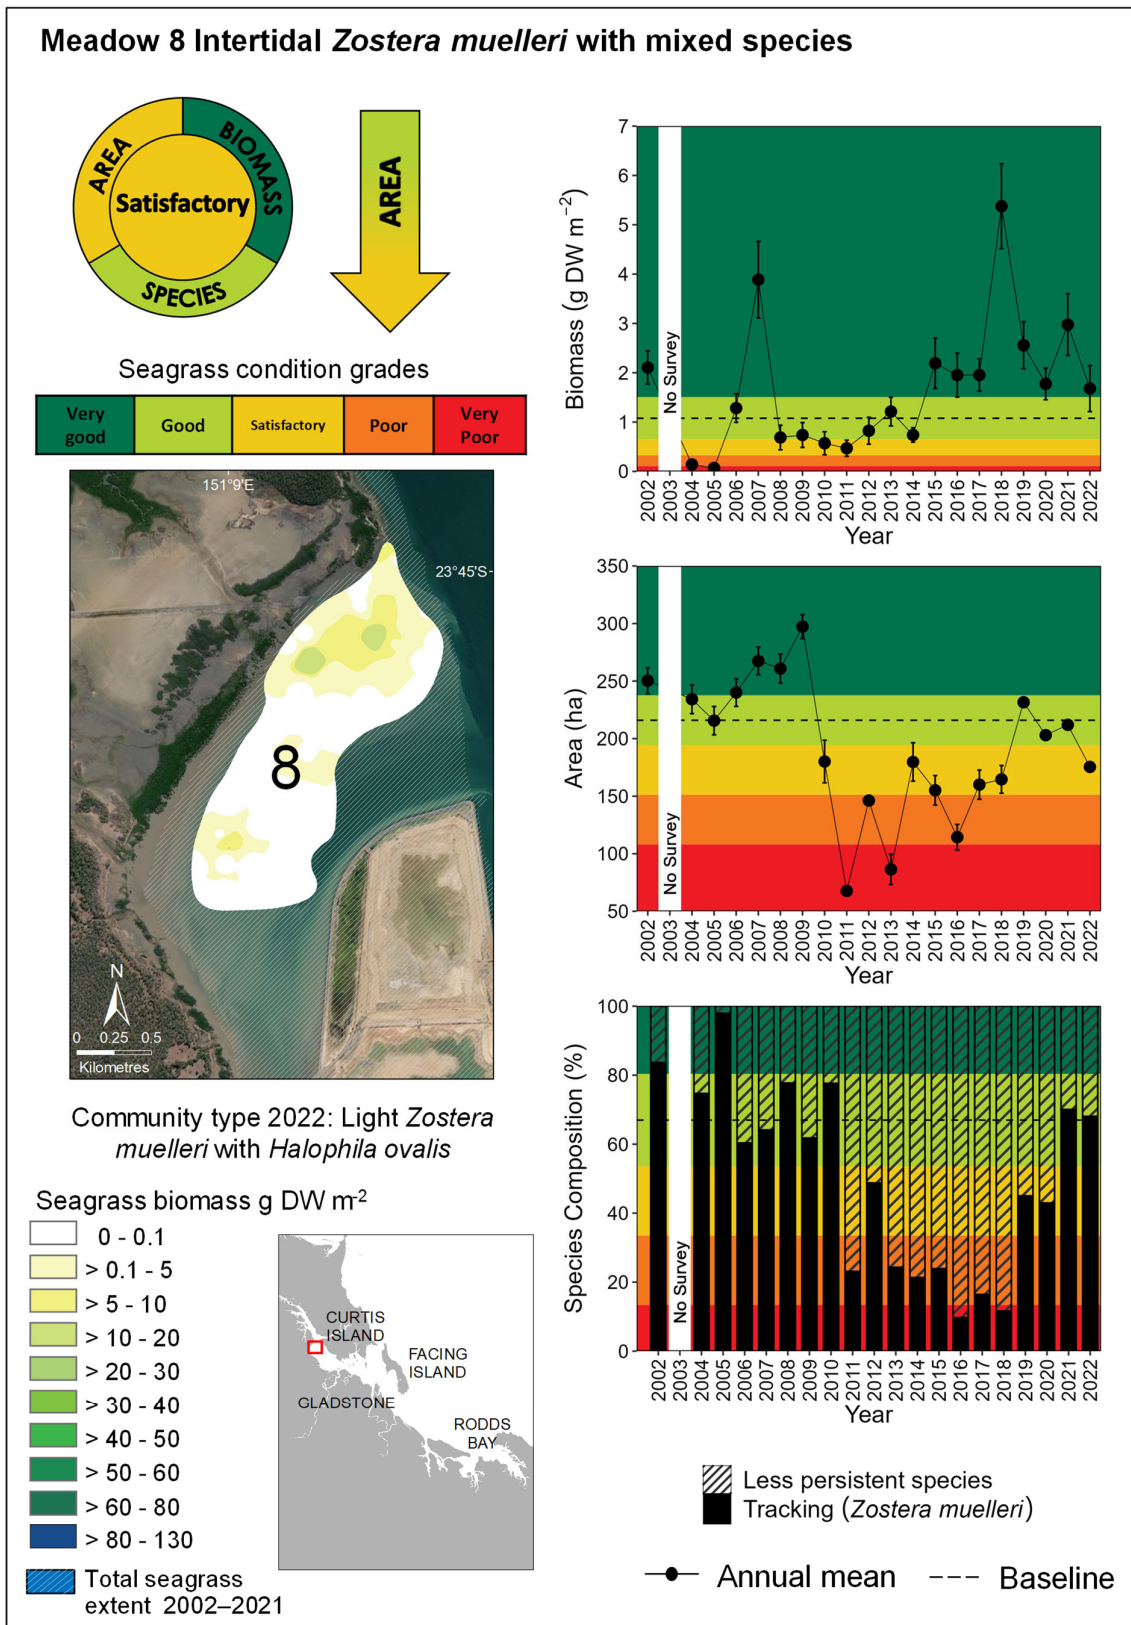 Meadow 8 Intertidal Zostera muelleri with mixed species
AREA
BIOMASS
SPECIES
Satisfactory
AREA
Seagrass condition grades
Very
good
Good
Satisfactory
Poor
Very
Poor
151°9'E
23°45'S
8
N
0 0.25 0.5
Kilometres
Community type 2022: Light Zostera
muelleri with Halophila ovalis
Seagrass biomass g DW m-2
0 - 0.1
> 0.1 - 5
> 5 - 10
> 10 - 20
> 20 - 30
> 30 - 40
> 40 - 50
> 50 - 60
> 60 - 80
> 80 - 130
Total seagrass
extent 2002–2021
CURTIS
ISLAND
FACING
ISLAND
GLADSTONE
RODDS
BAY
Biomass (g DW m−2)
7
6
5
4
3
2
1
0
No Survey
2002 2003 2004 2005 2006 2007 2008 2009 2010 2011 2012 2013 2014 2015 2016 2017 2018 2019 2020 2021 2022
Year
Area (ha)
350
300
250
200
150
100
50
No Survey
2002 2003 2004 2005 2006 2007 2008 2009 2010 2011 2012 2013 2014 2015 2016 2017 2018 2019 2020 2021 2022
Year
Species Composition (%)
100
80
60
40
20
0
No Survey
2002 2003 2004 2005 2006 2007 2008 2009 2010 2011 2012 2013 2014 2015 2016 2017 2018 2019 2020 2021 2022
Year
Less persistent species
Tracking (Zostera muelleri)
Annual mean
Baseline